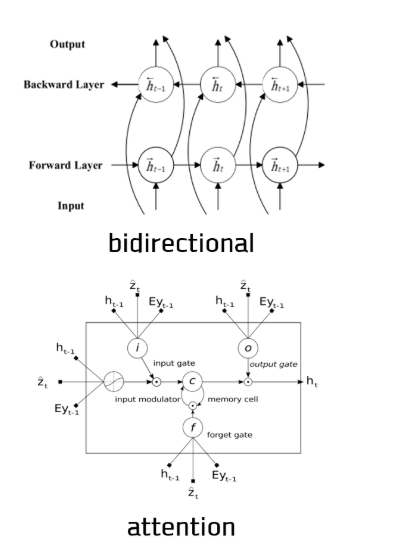 Output
Backward Layer
h⃖t-1 h⃖t h⃖t+1
Forward Layer
h⃗t-1 h⃗t h⃗t+1
Input
bidirectional
ẑt ẑt
ht-1 Eyt-1 ht-1 Eyt-1
i o
ht-1 input gate output gate
ẑt c ht
input modulator memory cell
Eyt-1 f
forget gate
ht-1 Eyt-1
ẑt
attention